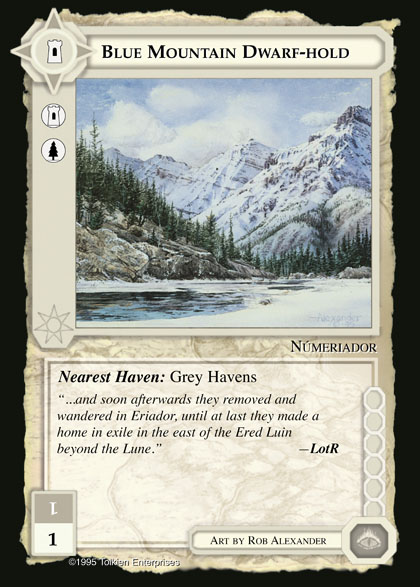 BLUE MOUNTAIN DWARF-HOLD
NÚMERIADOR
Nearest Haven: Grey Havens
“...and soon afterwards they removed and
wandered in Eriador, until at last they made a
home in exile in the east of the Ered Luin
beyond the Lune.” —LotR
1
1
ART BY ROB ALEXANDER
©1995 Tolkien Enterprises